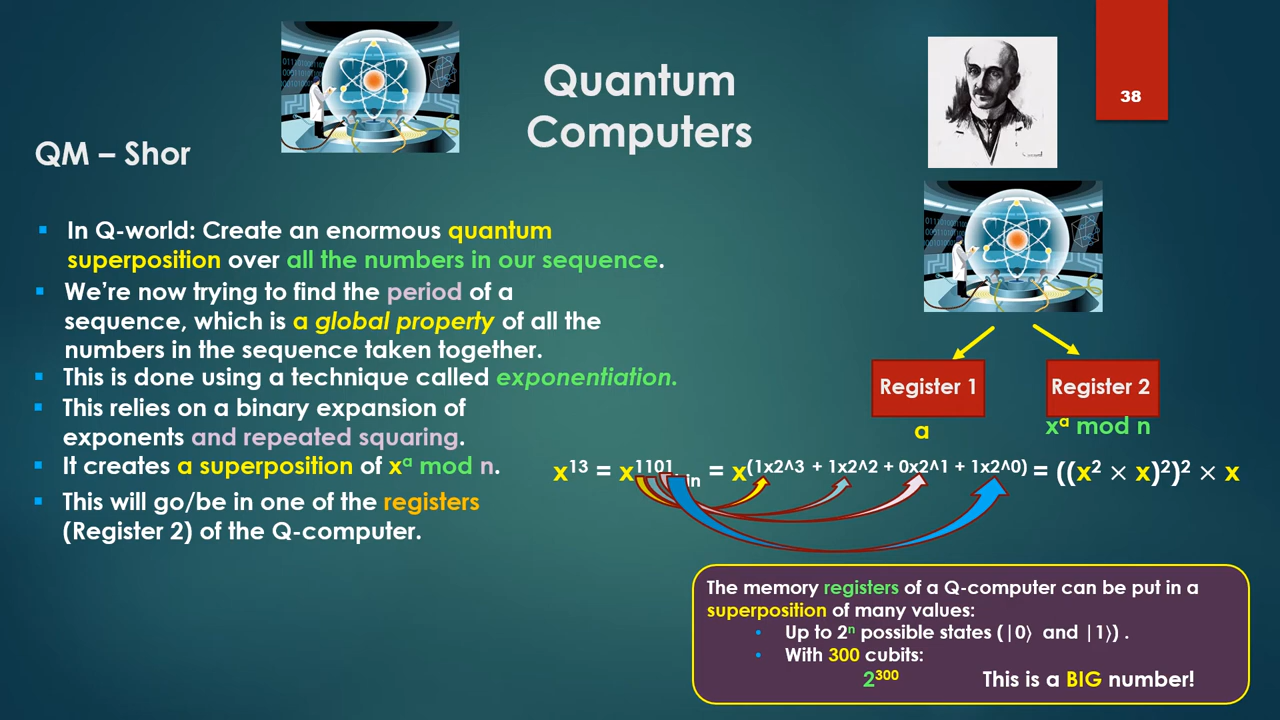 Quantum
Computers
38
QM – Shor
▪ In Q-world: Create an enormous quantum
superposition over all the numbers in our sequence.
▪ We're now trying to find the period of a
sequence, which is a global property of all the
numbers in the sequence taken together.
▪ This is done using a technique called exponentiation.
▪ This relies on a binary expansion of
exponents and repeated squaring.
▪ It creates a superposition of xᵃ mod n.
▪ This will go/be in one of the registers
(Register 2) of the Q-computer.
Register 1
Register 2
a
xᵃ mod n
x¹³ = x¹¹⁰¹ in = x^(1x2^3 + 1x2^2 + 0x2^1 + 1x2^0) = ((x² × x)²)² × x
The memory registers of a Q-computer can be put in a
superposition of many values:
• Up to 2ⁿ possible states (|0⟩ and |1⟩) .
• With 300 cubits:
2³⁰⁰ This is a BIG number!